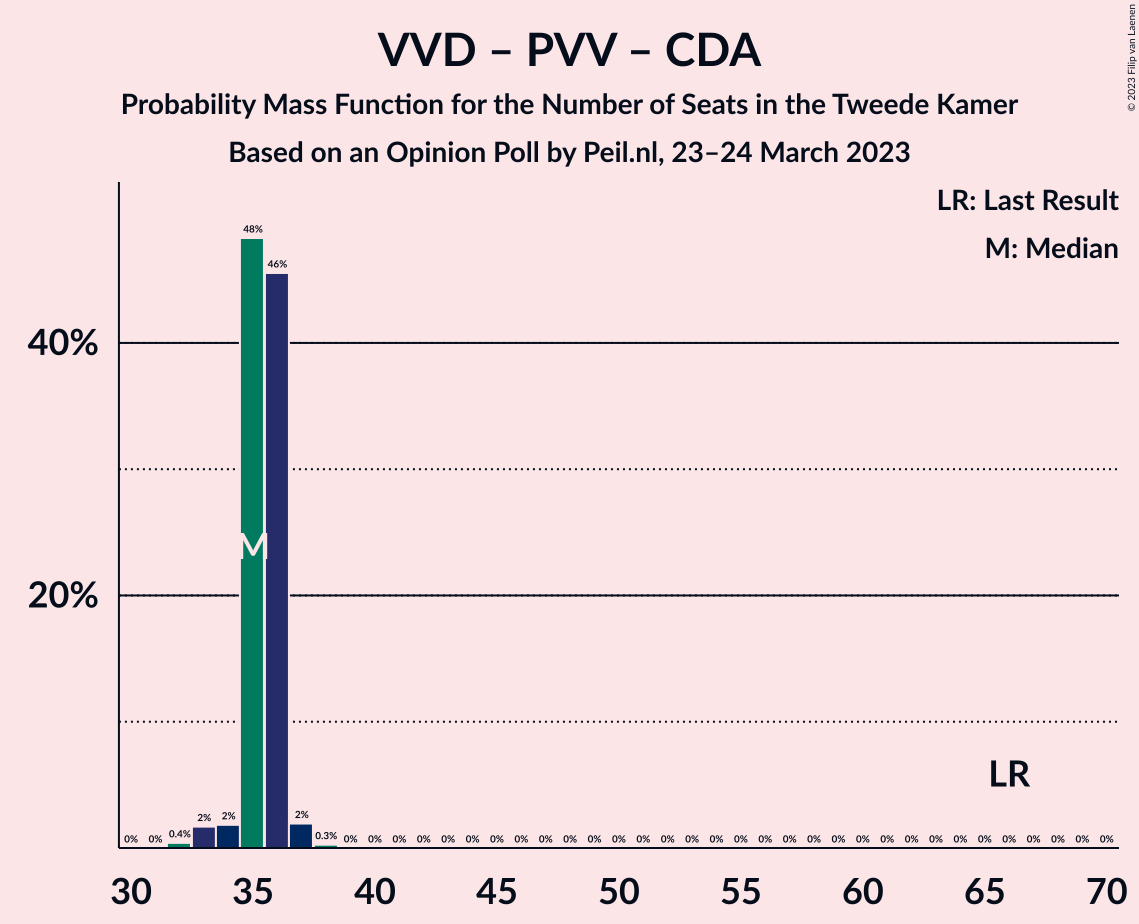 VVD – PVV – CDA
Probability Mass Function for the Number of Seats in the Tweede Kamer
Based on an Opinion Poll by Peil.nl, 23–24 March 2023
© 2023 Filip van Laenen
LR: Last Result
M: Median
48%
46%
40%
M
20%
LR
0% 0% 0.4% 2% 2% 2% 0.3% 0% 0% 0% 0% 0% 0% 0% 0% 0% 0% 0% 0% 0% 0% 0% 0% 0% 0% 0% 0% 0% 0% 0% 0% 0% 0% 0% 0% 0% 0% 0% 0%
30 35 40 45 50 55 60 65 70